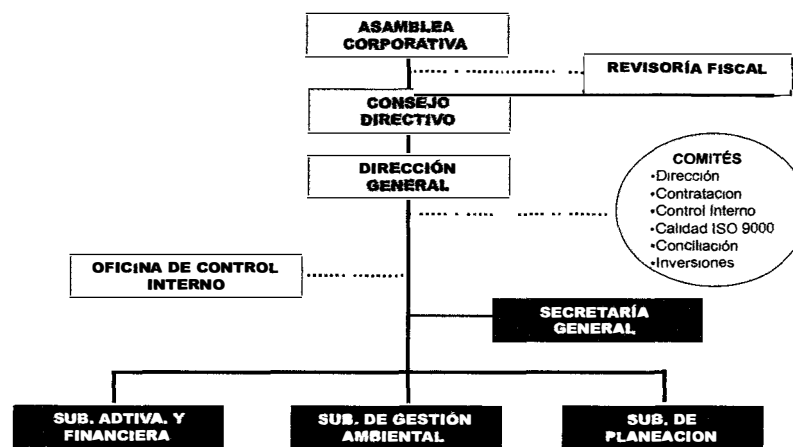 ASAMBLEA
CORPORATIVA
REVISORÍA FISCAL
CONSEJO
DIRECTIVO
DIRECCIÓN
GENERAL
COMITÉS
•Dirección
•Contratacion
•Control Interno
•Calidad ISO 9000
•Conciliación
•Inversiones
OFICINA DE CONTROL
INTERNO
SECRETARÍA
GENERAL
SUB. ADTIVA. Y
FINANCIERA
SUB. DE GESTIÓN
AMBIENTAL
SUB. DE
PLANEACION